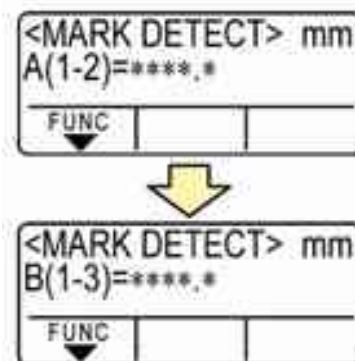 <MARK DETECT> mm
A(1-2)=****.*
FUNC
<MARK DETECT> mm
B(1-3)=****.*
FUNC